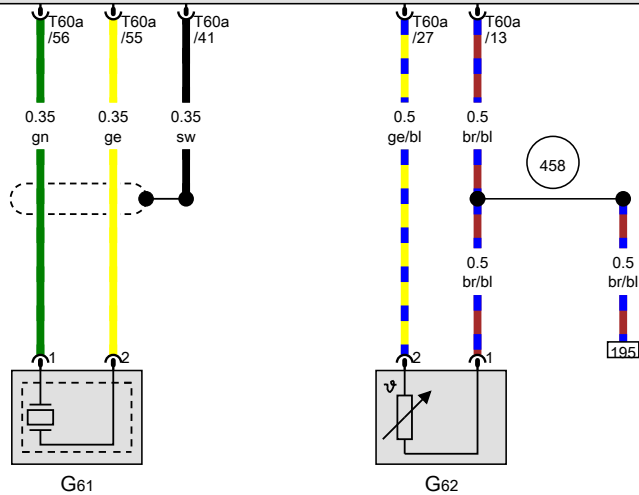 T60a
/56
T60a
/55
T60a
/41
T60a
/27
T60a
/13
0.35
gn
0.35
ge
0.35
sw
0.5
ge/bl
0.5
br/bl
458
0.5
br/bl
0.5
br/bl
195
1
2
2
1
ϑ
G61
G62